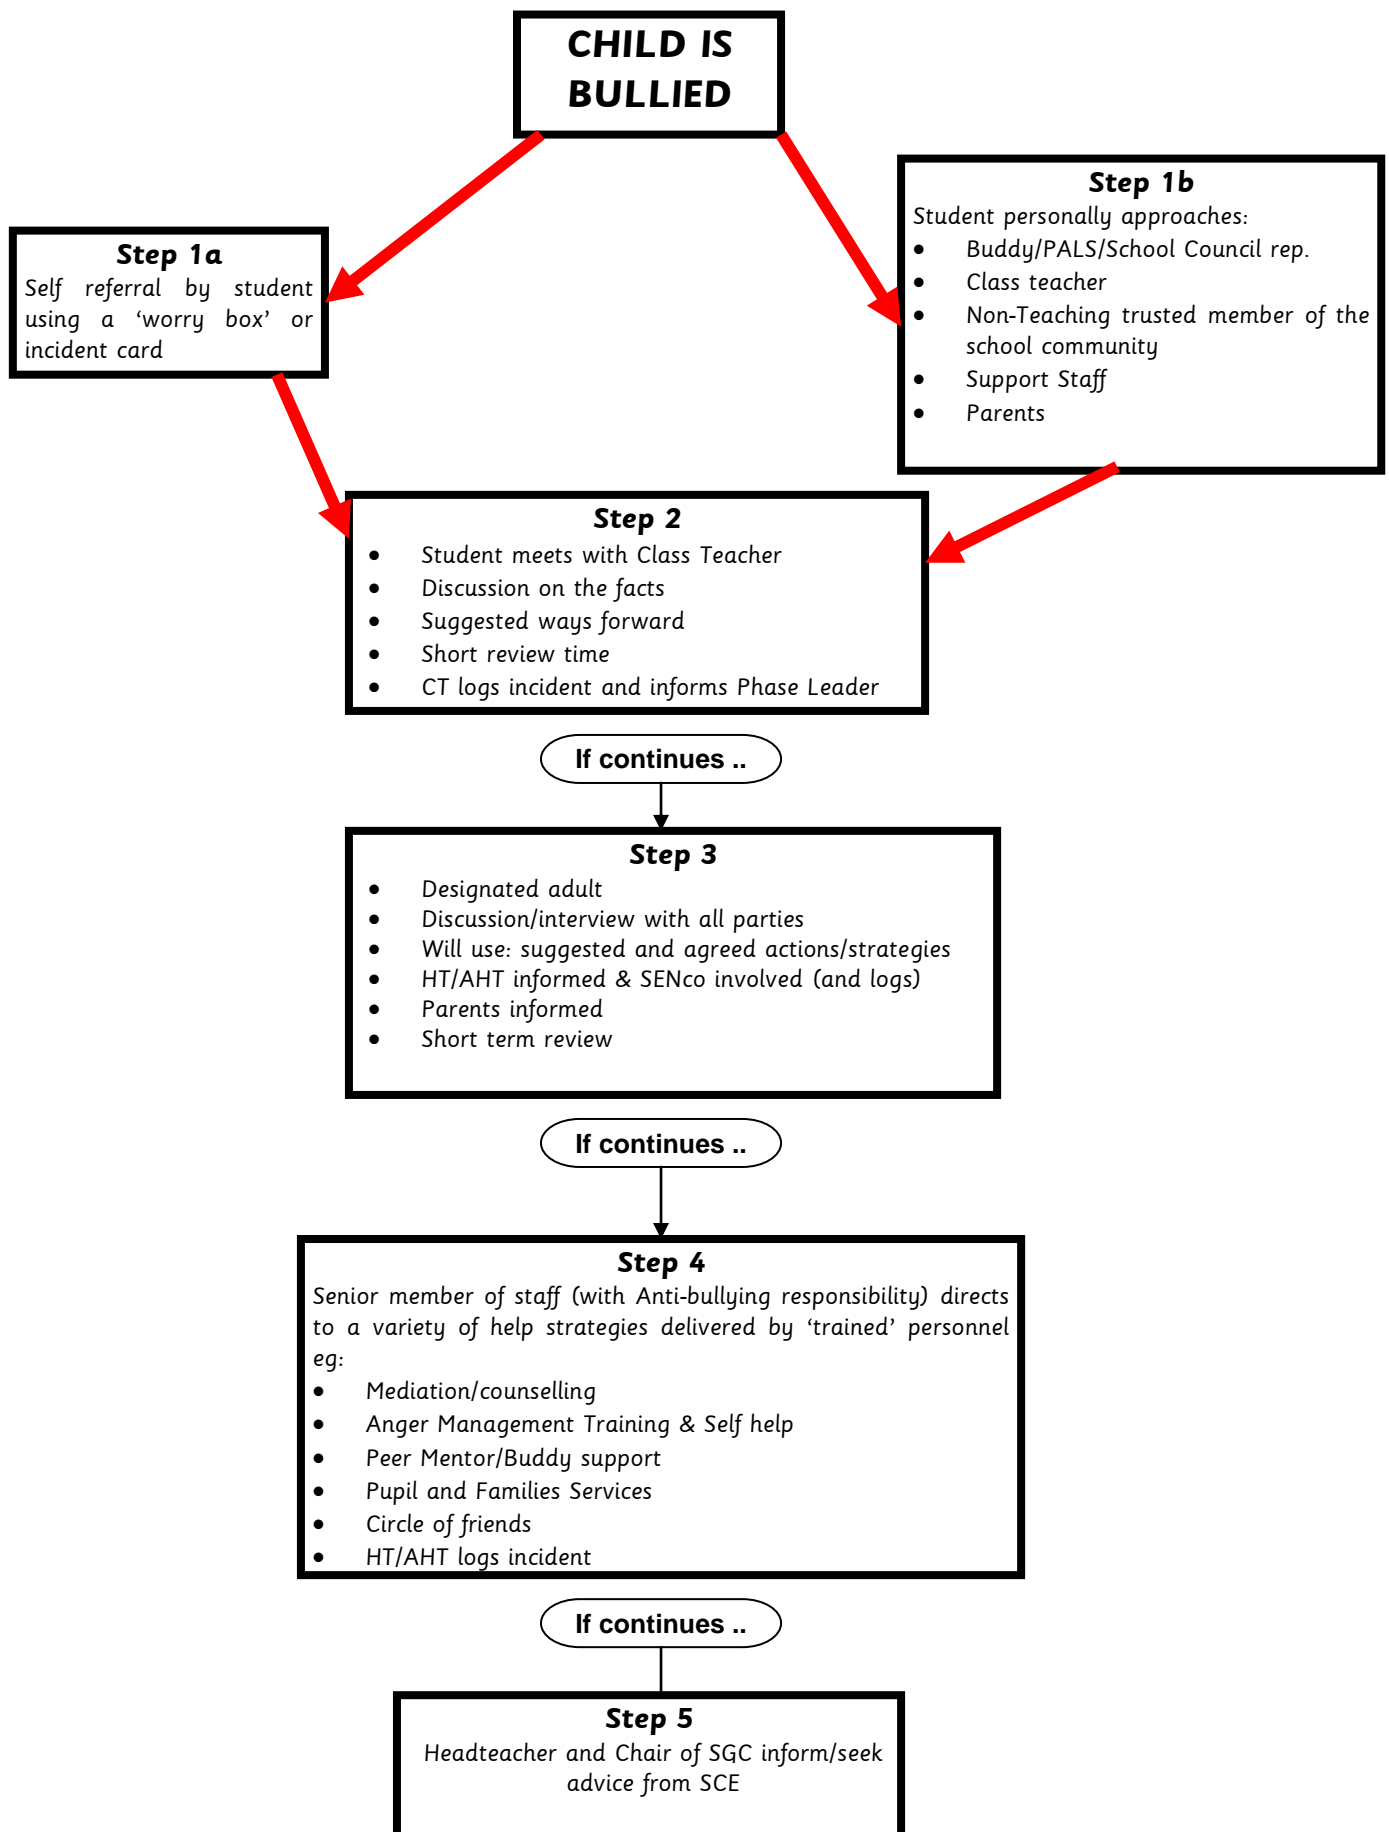 CHILD IS
BULLIED
Step 1a
Self referral by student
using a ‘worry box’ or
incident card
Step 1b
Student personally approaches:
• Buddy/PALS/School Council rep.
• Class teacher
• Non-Teaching trusted member of the
school community
• Support Staff
• Parents
Step 2
• Student meets with Class Teacher
• Discussion on the facts
• Suggested ways forward
• Short review time
• CT logs incident and informs Phase Leader
If continues ..
Step 3
• Designated adult
• Discussion/interview with all parties
• Will use: suggested and agreed actions/strategies
• HT/AHT informed & SENco involved (and logs)
• Parents informed
• Short term review
If continues ..
Step 4
Senior member of staff (with Anti-bullying responsibility) directs
to a variety of help strategies delivered by ‘trained’ personnel
eg:
• Mediation/counselling
• Anger Management Training & Self help
• Peer Mentor/Buddy support
• Pupil and Families Services
• Circle of friends
• HT/AHT logs incident
If continues ..
Step 5
Headteacher and Chair of SGC inform/seek
advice from SCE